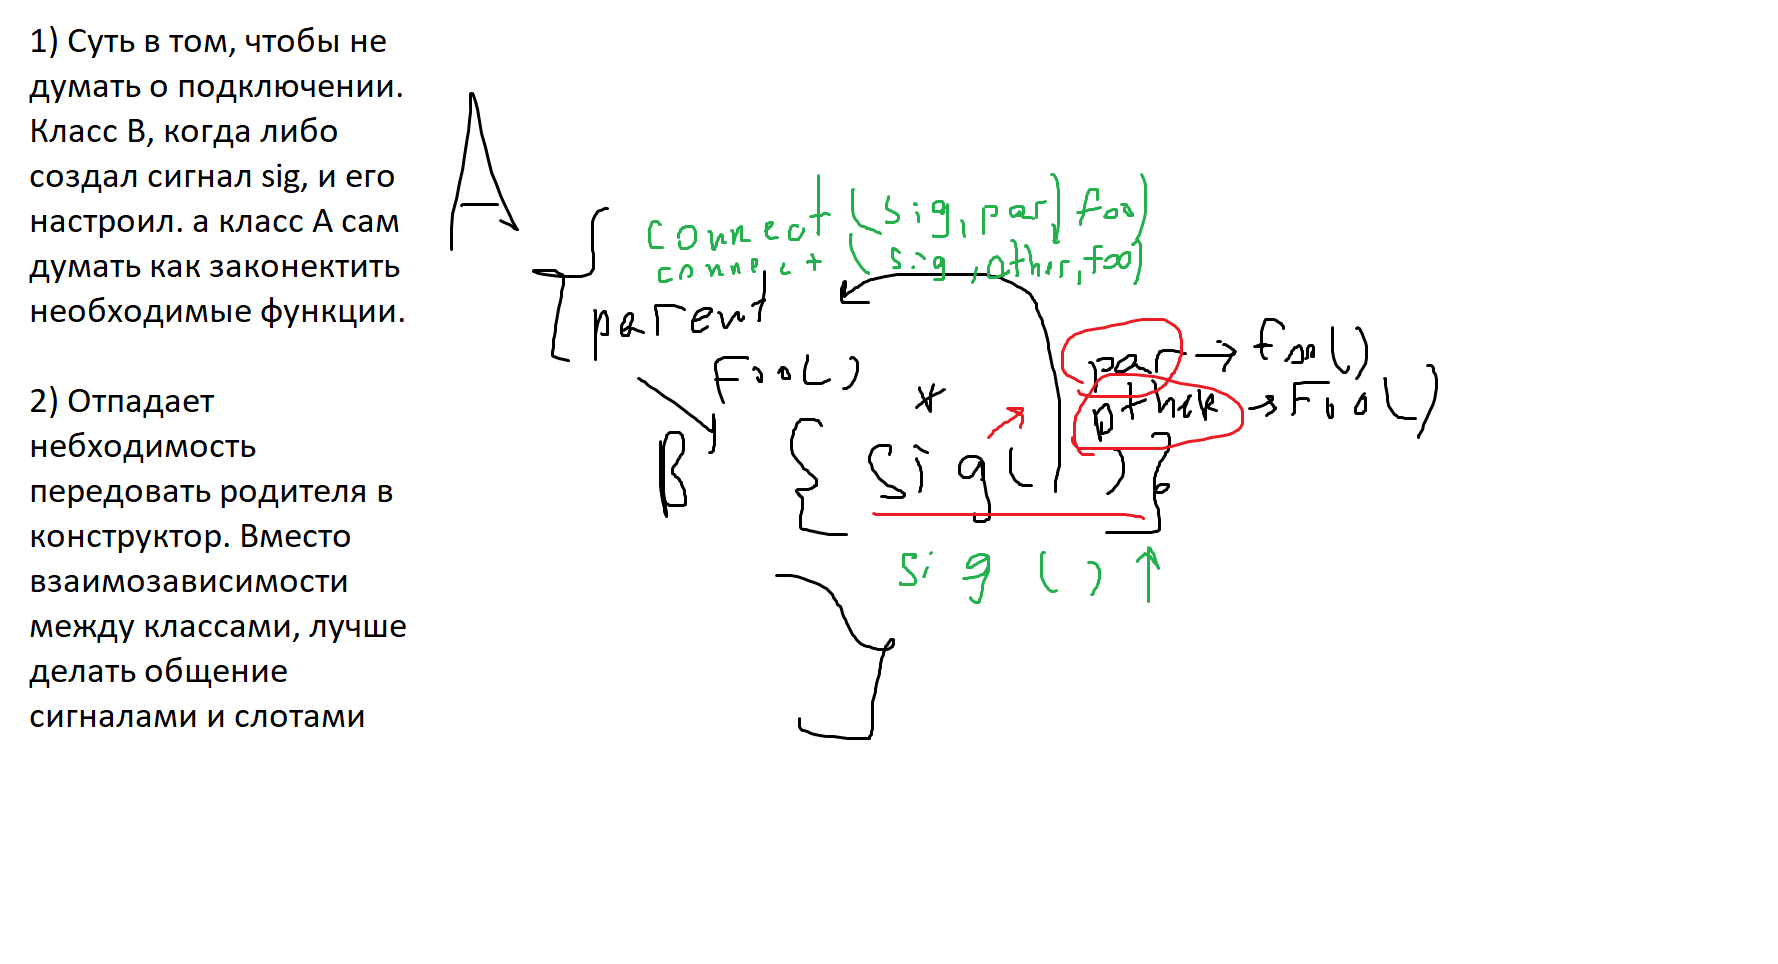 1) Суть в том, чтобы не
думать о подключении.
Класс B, когда либо
создал сигнал sig, и его
настроил. а класс А сам
думать как законектить
необходимые функции.
2) Отпадает
небходимость
передовать родителя в
конструктор. Вместо
взаимозависимости
между классами, лучше
делать общение
сигналами и слотами
A
{ connect (sig, par, foo)
connect (sig, other, foo)
parent
Foo()
par → foo()
other → Foo()
*
B { sig( ) };
sig () ↑
}